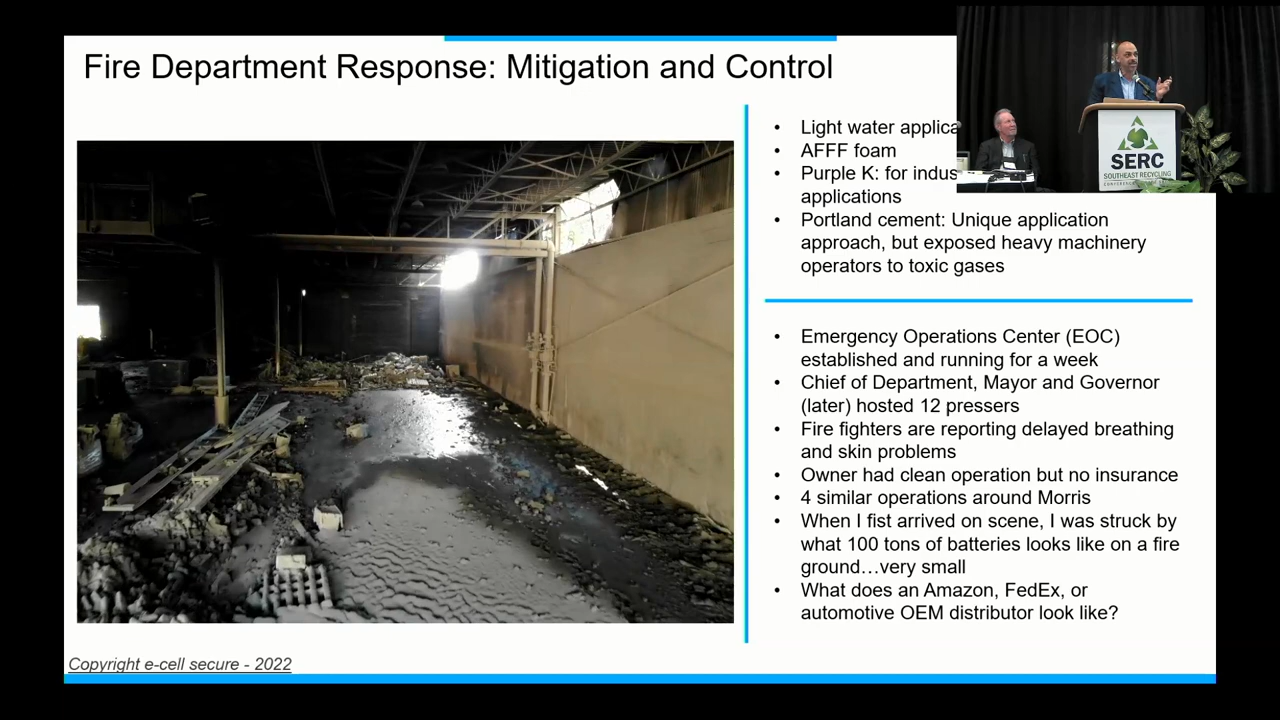 Fire Department Response: Mitigation and Control
• Light water applica
• AFFF foam
• Purple K: for indus
applications
• Portland cement: Unique application
approach, but exposed heavy machinery
operators to toxic gases
• Emergency Operations Center (EOC)
established and running for a week
• Chief of Department, Mayor and Governor
(later) hosted 12 pressers
• Fire fighters are reporting delayed breathing
and skin problems
• Owner had clean operation but no insurance
• 4 similar operations around Morris
• When I fist arrived on scene, I was struck by
what 100 tons of batteries looks like on a fire
ground…very small
• What does an Amazon, FedEx, or
automotive OEM distributor look like?
Copyright e-cell secure - 2022
SERC
SOUTHEAST RECYCLING